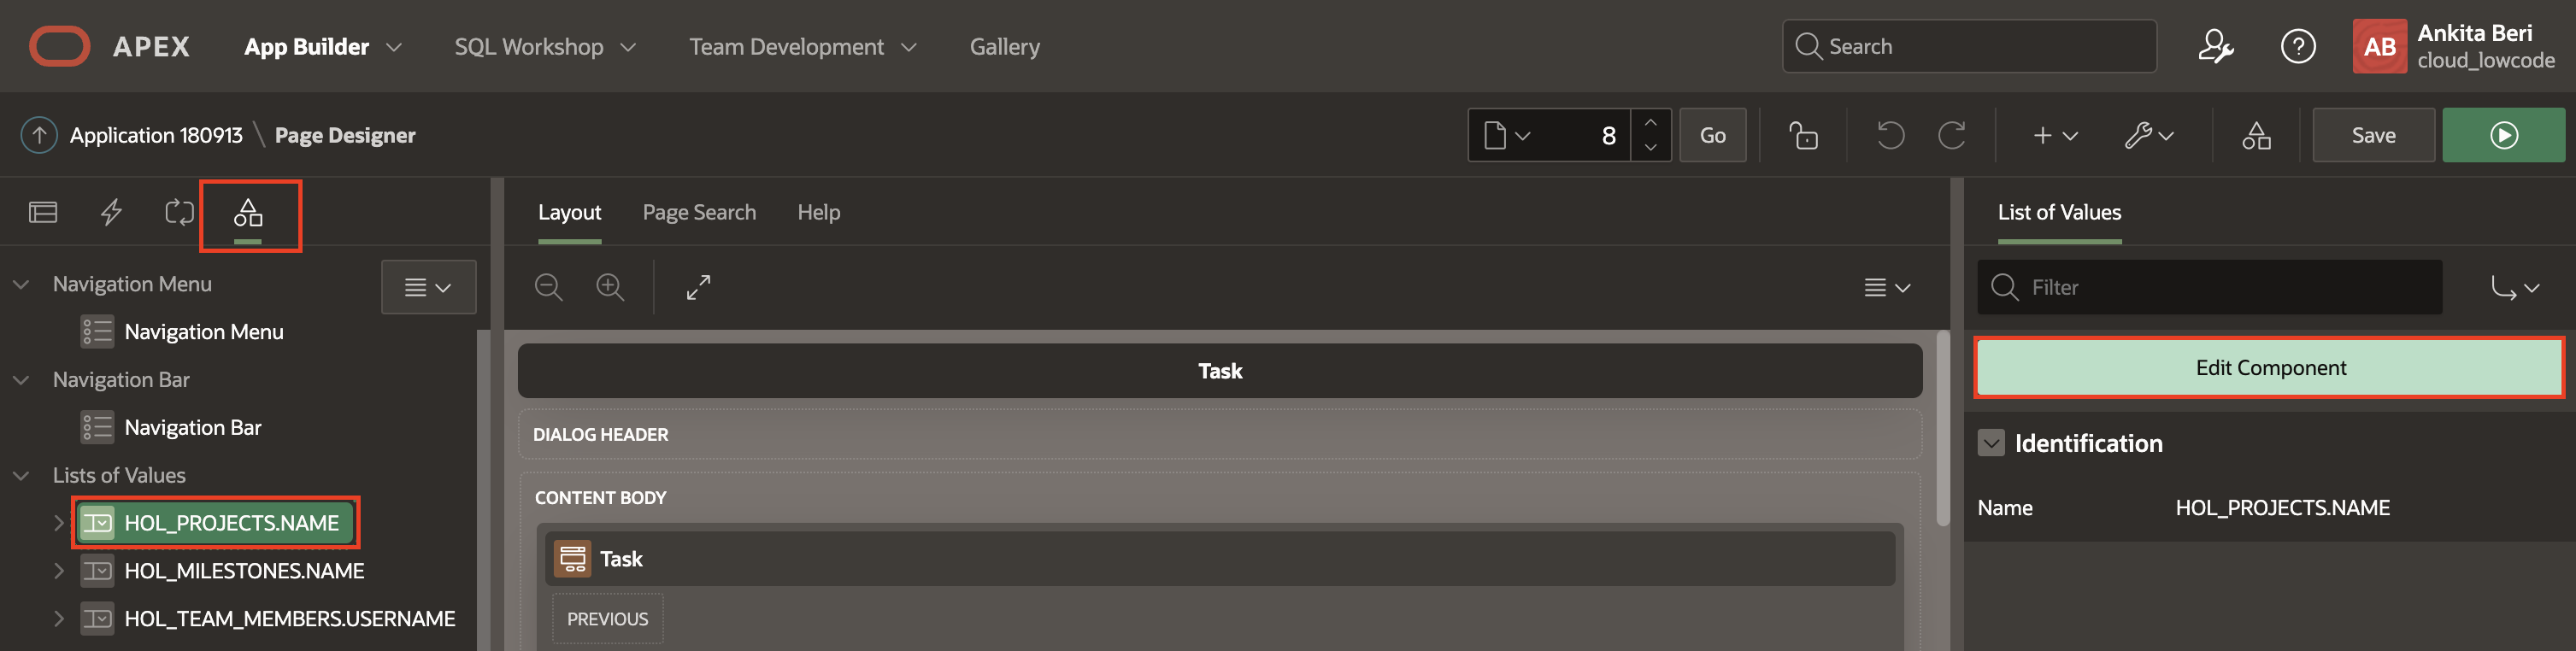 APEX App Builder SQL Workshop Team Development Gallery Search AB Ankita Beri
cloud_lowcode
Application 180913 \ Page Designer 8 Go Save
Layout Page Search Help List of Values
Navigation Menu
Filter
Navigation Menu
Task
Edit Component
Navigation Bar
Navigation Bar
DIALOG HEADER
Identification
Lists of Values
CONTENT BODY
Name HOL_PROJECTS.NAME
HOL_PROJECTS.NAME
Task
HOL_MILESTONES.NAME
HOL_TEAM_MEMBERS.USERNAME
PREVIOUS